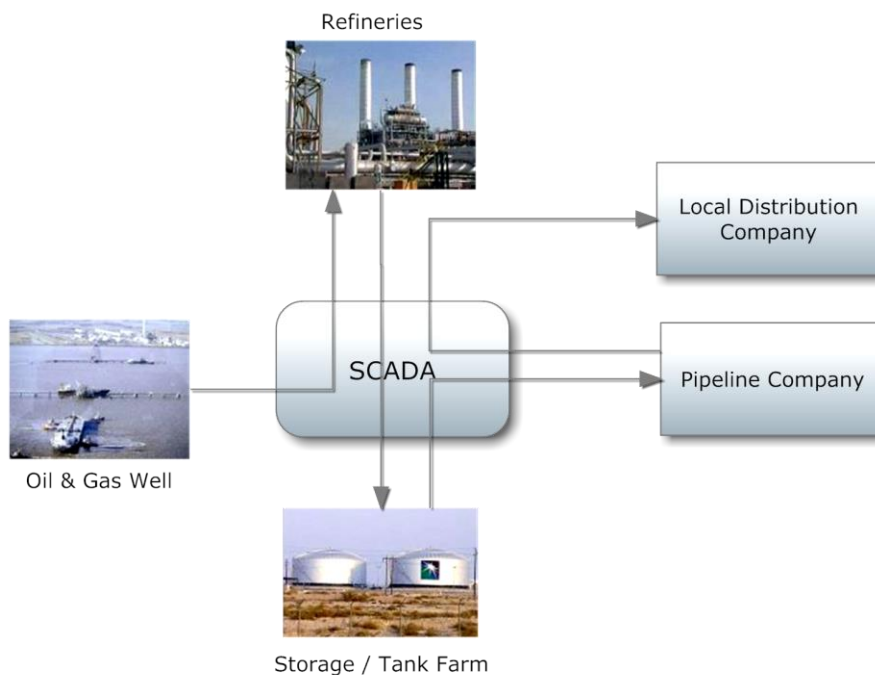 Refineries
Local Distribution
Company
SCADA
Pipeline Company
Oil & Gas Well
Storage / Tank Farm